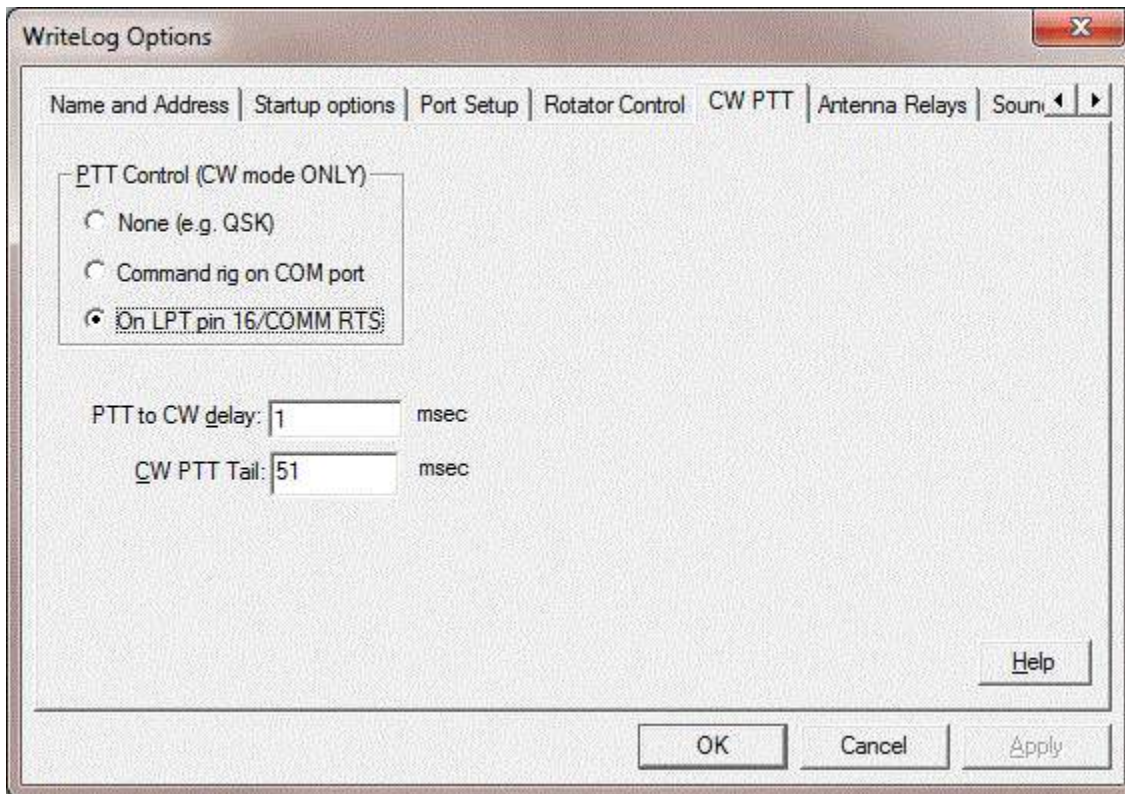 WriteLog Options
Name and Address Startup options Port Setup Rotator Control CW PTT Antenna Relays Soun
PTT Control (CW mode ONLY)
None (e.g. QSK)
Command rig on COM port
On LPT pin 16/COMM RTS
PTT to CW delay: 1 msec
CW PTT Tail: 51 msec
Help
OK Cancel Apply